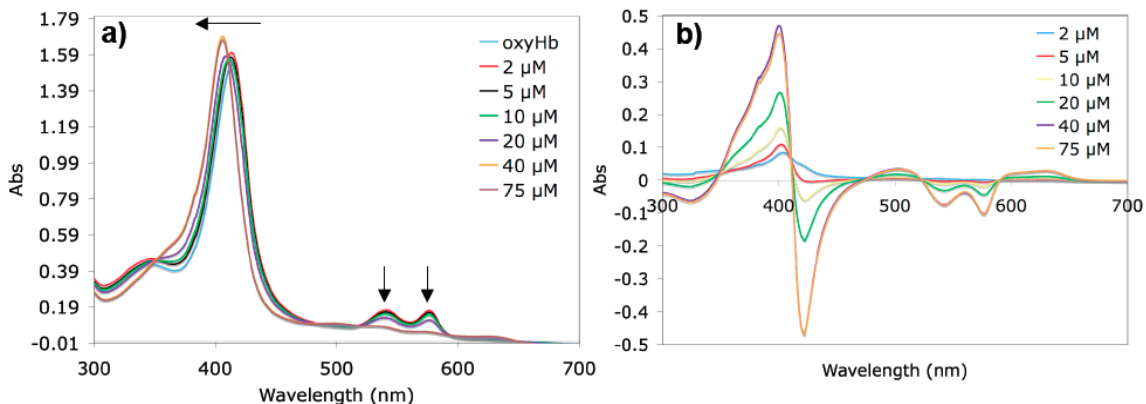 a)
Abs
1.79
1.59
1.39
1.19
0.99
0.79
0.59
0.39
0.19
-0.01
300 400 500 600 700
Wavelength (nm)
oxyHb
2 µM
5 µM
10 µM
20 µM
40 µM
75 µM
b)
Abs
0.5
0.4
0.3
0.2
0.1
0
-0.1
-0.2
-0.3
-0.4
-0.5
300 400 500 600 700
Wavelength (nm)
2 µM
5 µM
10 µM
20 µM
40 µM
75 µM